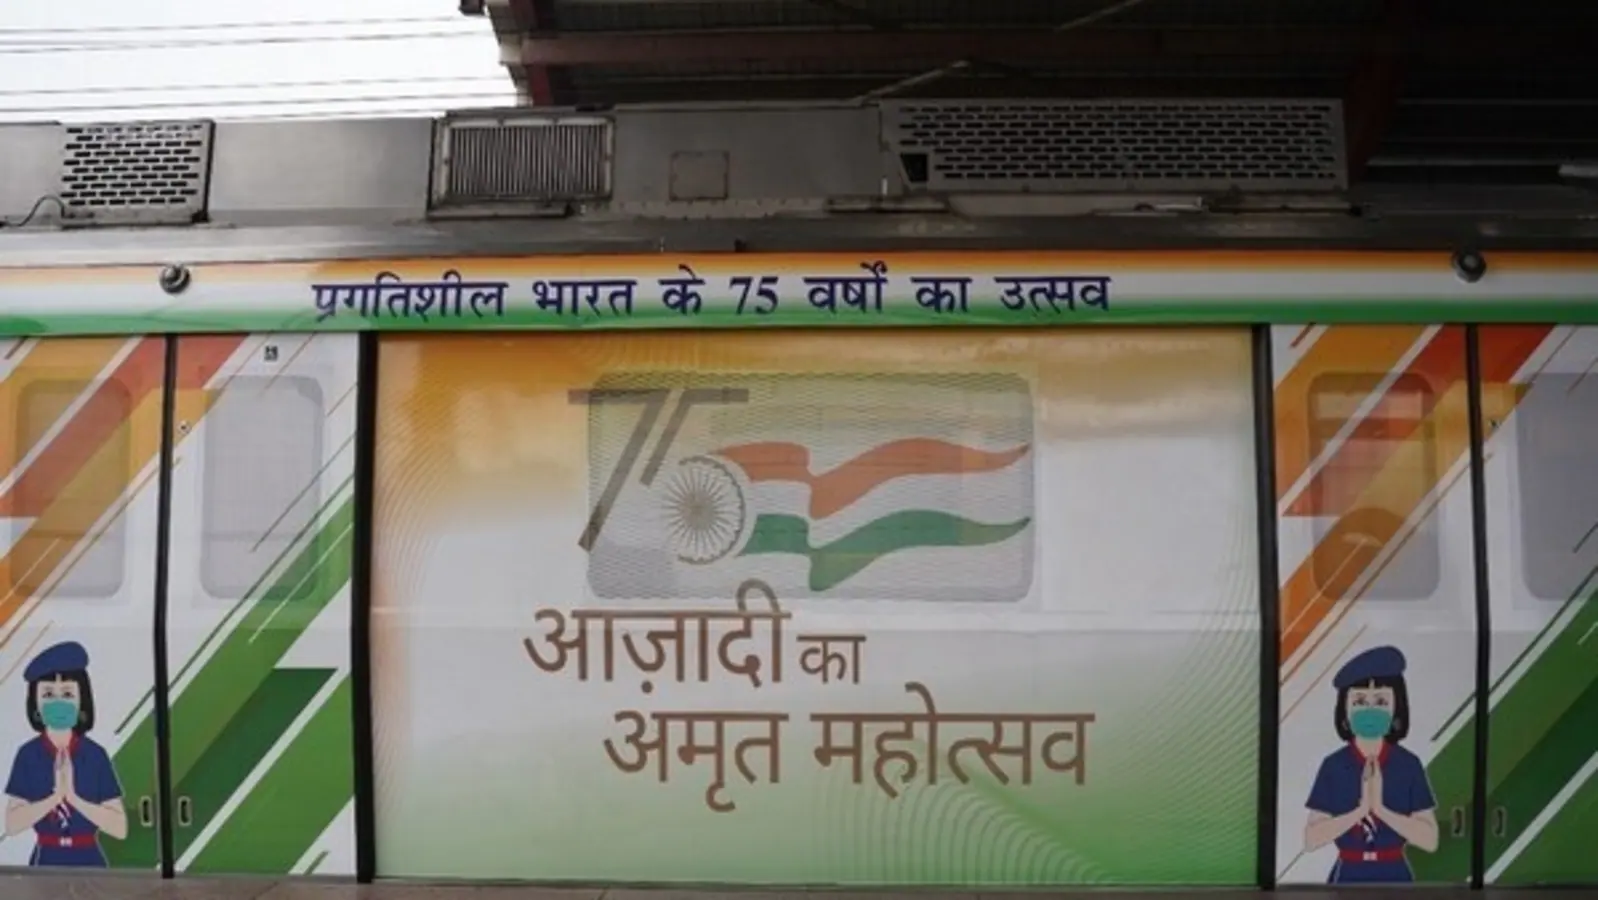 प्रगतिशील भारत के 75 वर्षों का उत्सव
75
आज़ादी का
अमृत महोत्सव